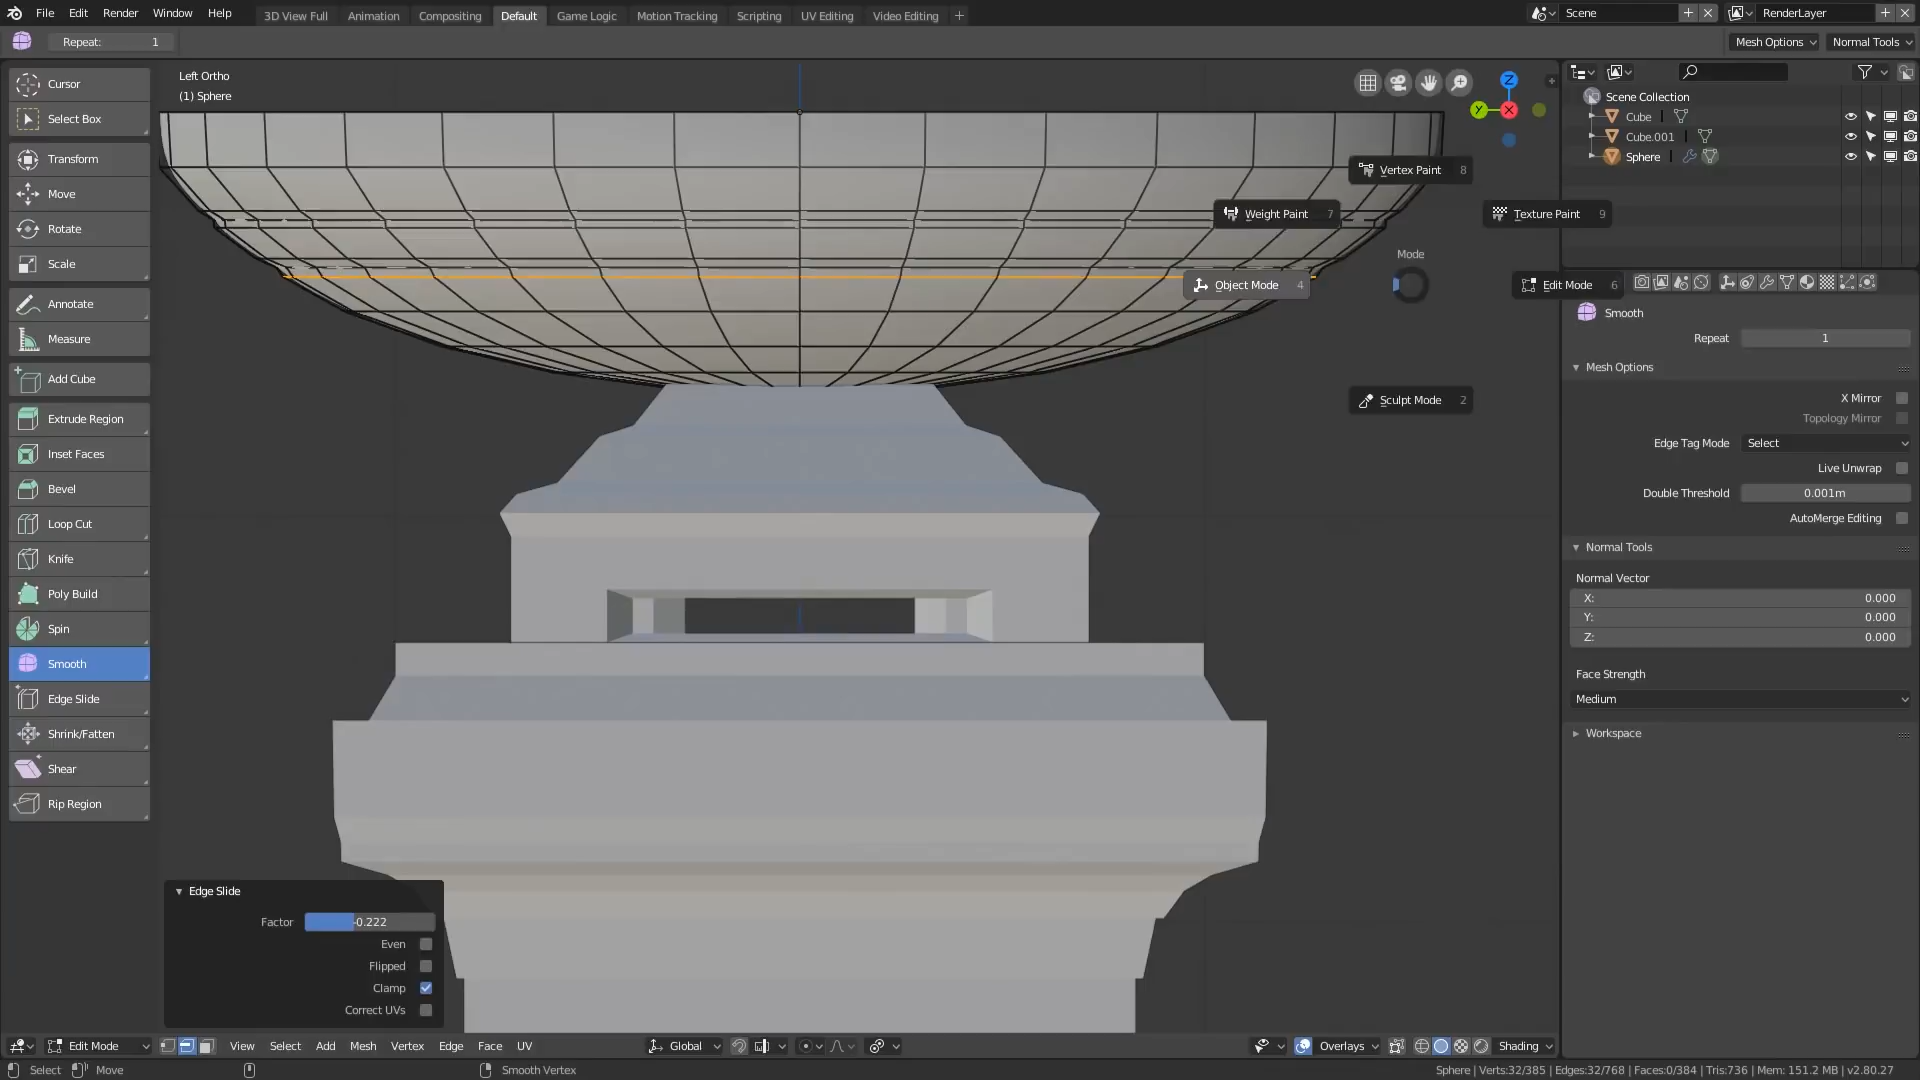 File Edit Render Window Help
3D View Full Animation Compositing Default Game Logic Motion Tracking Scripting UV Editing Video Editing +
Scene
RenderLayer
Repeat: 1
Mesh Options
Normal Tools
Cursor
Select Box
Transform
Move
Rotate
Scale
Annotate
Measure
Add Cube
Extrude Region
Inset Faces
Bevel
Loop Cut
Knife
Poly Build
Spin
Smooth
Edge Slide
Shrink/Fatten
Shear
Rip Region
Left Ortho
(1) Sphere
Z
Y
X
Vertex Paint 8
Weight Paint 7
Texture Paint 9
Mode
Object Mode 4
Edit Mode 6
Sculpt Mode 2
Scene Collection
Cube
Cube.001
Sphere
Smooth
Repeat 1
Mesh Options
X Mirror
Topology Mirror
Edge Tag Mode Select
Live Unwrap
Double Threshold 0.001m
AutoMerge Editing
Normal Tools
Normal Vector
X: 0.000
Y: 0.000
Z: 0.000
Face Strength
Medium
Workspace
Edge Slide
Factor -0.222
Even
Flipped
Clamp
Correct UVs
Edit Mode View Select Add Mesh Vertex Edge Face UV Global Overlays Shading
Select Move Smooth Vertex Sphere | Verts:32/385 | Edges:32/768 | Faces:0/384 | Tris:736 | Mem: 151.2 MB | v2.80.27